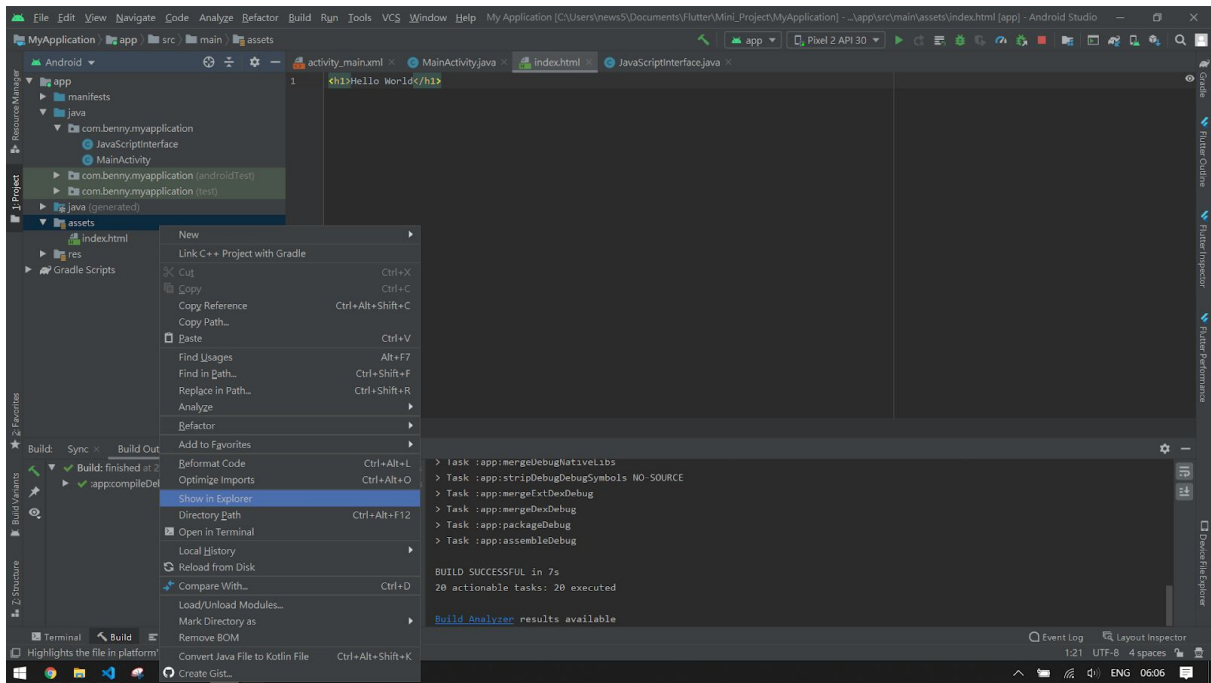 File Edit View Navigate Code Analyze Refactor Build Run Tools VCS Window Help My Application [C:\Users\news5\Documents\Flutter\Mini_Project\MyApplication] - ...\app\src\main\assets\index.html [app] - Android Studio
MyApplication app src main assets
app Pixel 2 API 30
Android
activity_main.xml MainActivity.java index.html JavaScriptInterface.java
1 <h1>Hello World</h1>
app
manifests
java
com.benny.myapplication
JavaScriptInterface
MainActivity
com.benny.myapplication (androidTest)
com.benny.myapplication (test)
java (generated)
assets
index.html
res
Gradle Scripts
Resource Manager
1: Project
2: Favorites
Build Variants
Z: Structure
New
Link C++ Project with Gradle
Cut Ctrl+X
Copy Ctrl+C
Copy Reference Ctrl+Alt+Shift+C
Copy Path...
Paste Ctrl+V
Find Usages Alt+F7
Find in Path... Ctrl+Shift+F
Replace in Path... Ctrl+Shift+R
Analyze
Refactor
Add to Favorites
Reformat Code Ctrl+Alt+L
Optimize Imports Ctrl+Alt+O
Show in Explorer
Directory Path Ctrl+Alt+F12
Open in Terminal
Local History
Reload from Disk
Compare With... Ctrl+D
Load/Unload Modules...
Mark Directory as
Remove BOM
Convert Java File to Kotlin File Ctrl+Alt+Shift+K
Create Gist...
Gradle
Flutter Outline
Flutter Inspector
Flutter Performance
Device File Explorer
Build: Sync Build Out
Build: finished at 2
:app:compileDe
> Task :app:mergeDebugNativeLibs
> Task :app:stripDebugDebugSymbols NO-SOURCE
> Task :app:mergeExtDexDebug
> Task :app:mergeDexDebug
> Task :app:packageDebug
> Task :app:assembleDebug
BUILD SUCCESSFUL in 7s
20 actionable tasks: 20 executed
Build Analyzer results available
Terminal Build
Event Log Layout Inspector
Highlights the file in platform'
1:21 UTF-8 4 spaces
ENG 06:06